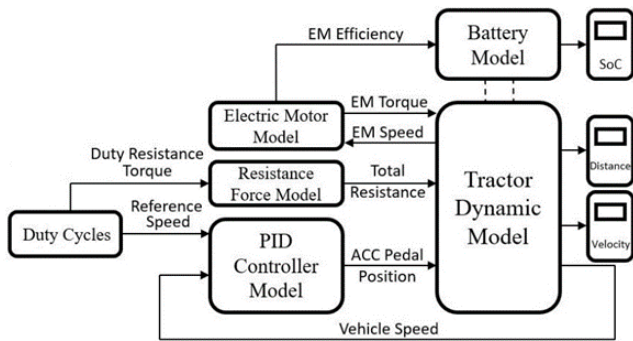 EM Efficiency
Battery
Model
SoC
Electric Motor
Model
EM Torque
EM Speed
Duty Resistance
Torque
Resistance
Force Model
Total
Resistance
Tractor
Dynamic
Model
Distance
Reference
Speed
Duty Cycles
PID
Controller
Model
ACC Pedal
Position
Velocity
Vehicle Speed